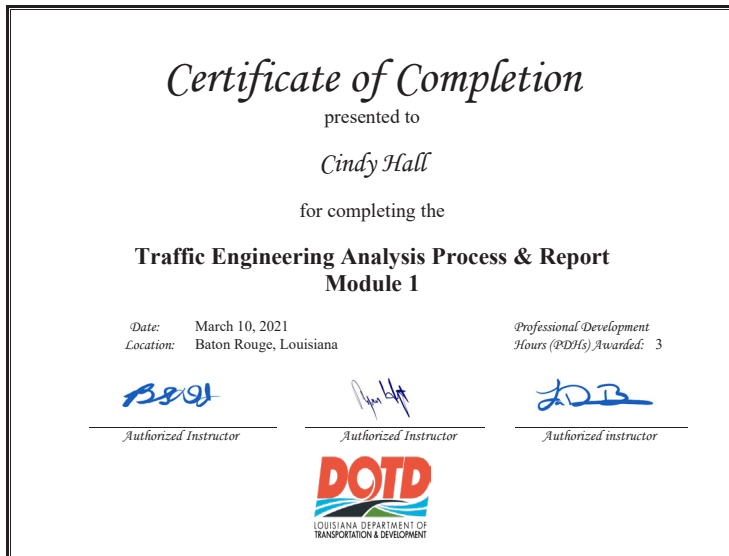 Certificate of Completion
presented to
Cindy Hall
for completing the
Traffic Engineering Analysis Process & Report
Module 1
Date: March 10, 2021
Location: Baton Rouge, Louisiana
Professional Development
Hours (PDHs) Awarded: 3
Authorized Instructor
Authorized Instructor
Authorized instructor
DOTD
LOUISIANA DEPARTMENT OF
TRANSPORTATION & DEVELOPMENT